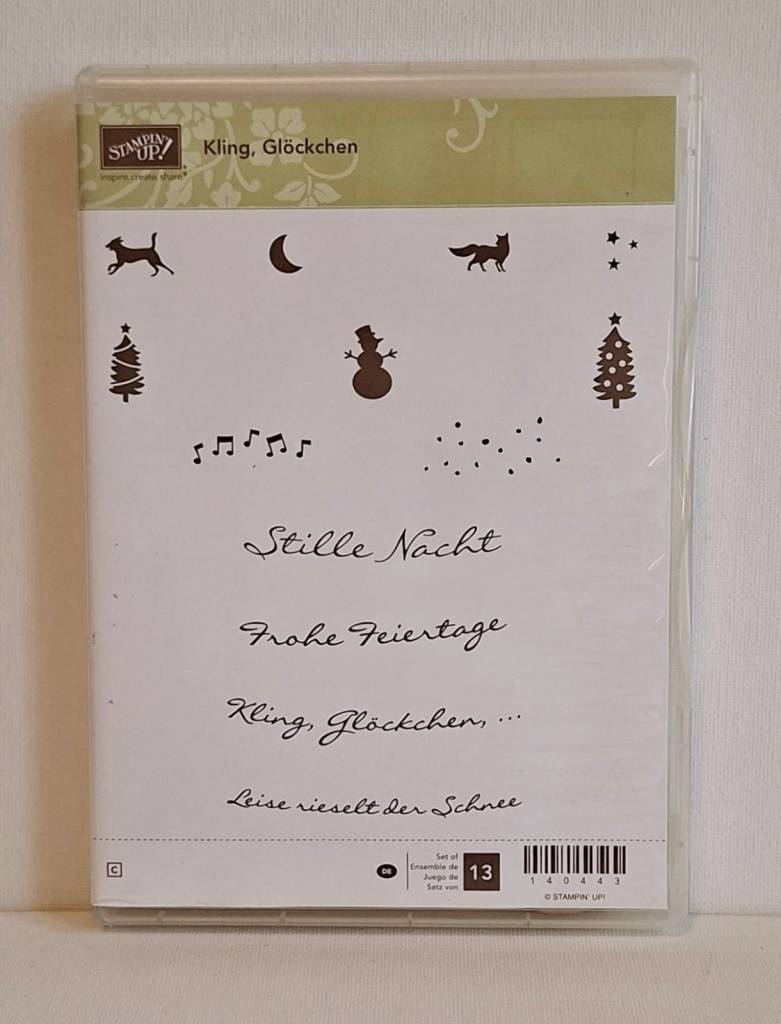 STAMPIN' UP!
inspire.create.share
Kling, Glöckchen
Stille Nacht
Frohe Feiertage
Kling, Glöckchen, ...
Leise rieselt der Schnee
C
DE
Set of
Ensemble de
Juego de
Satz von
13
140443
© STAMPIN' UP!